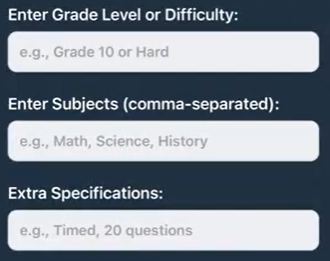 Enter Grade Level or Difficulty:
e.g., Grade 10 or Hard
Enter Subjects (comma-separated):
e.g., Math, Science, History
Extra Specifications:
e.g., Timed, 20 questions